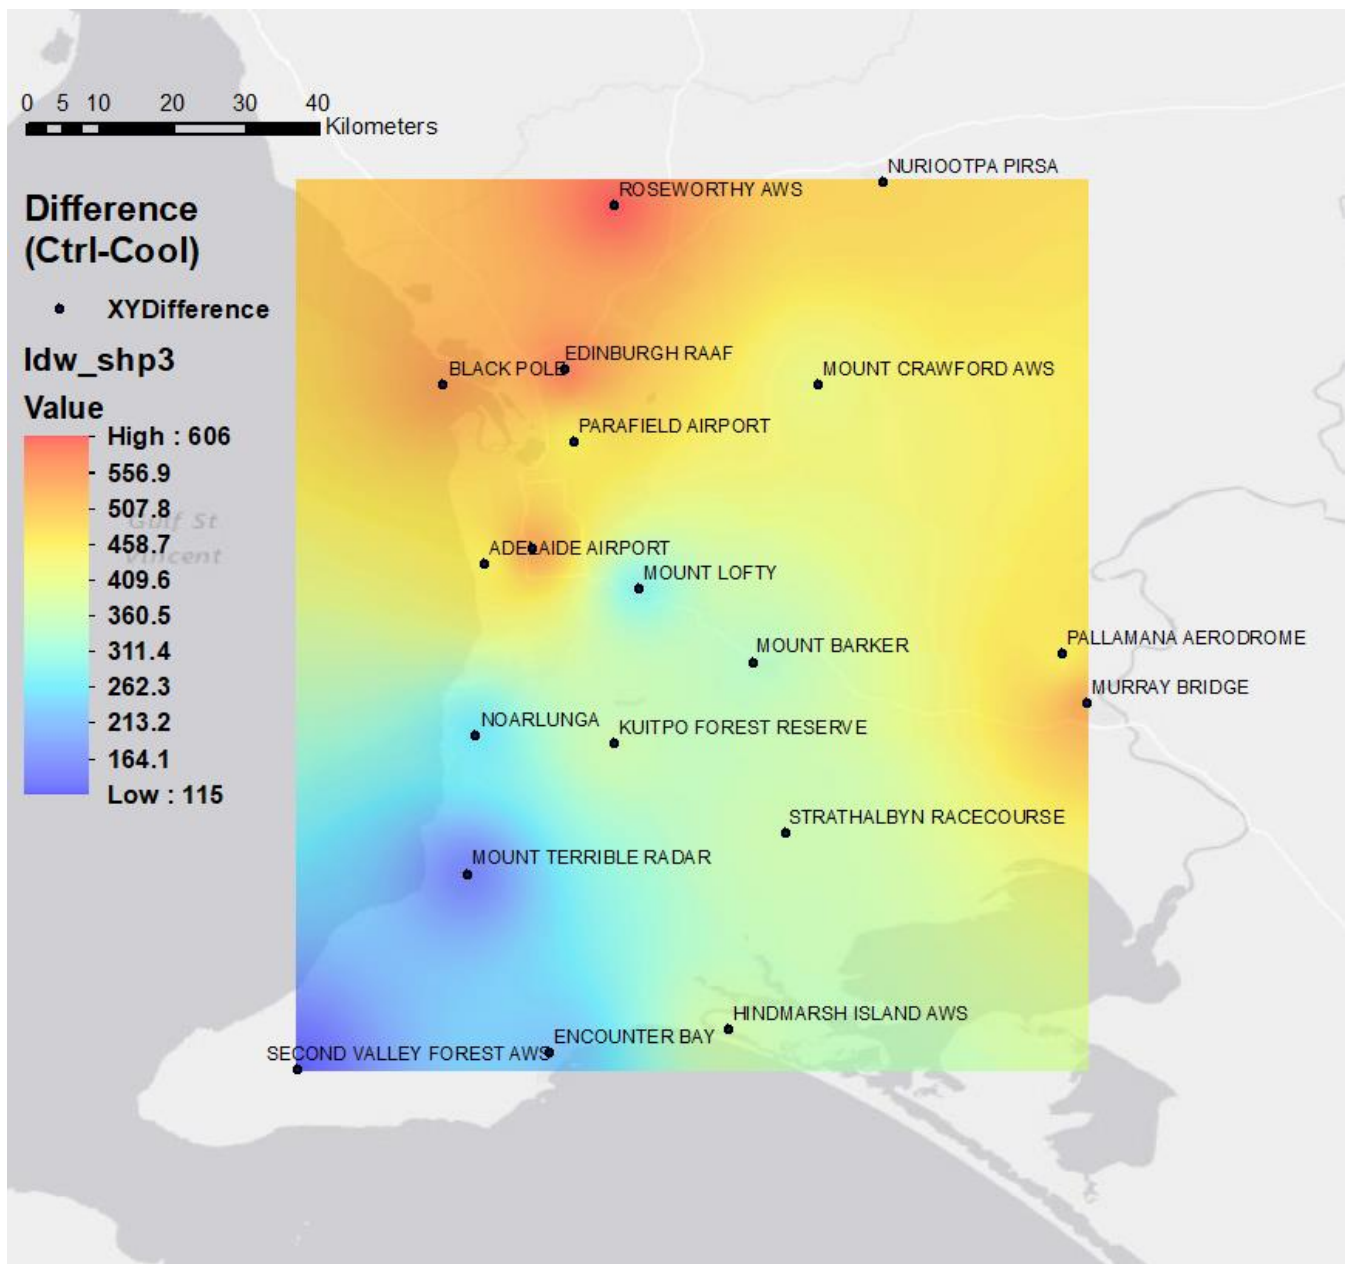 0 5 10 20 30 40
Kilometers
NURIOOTPA PIRSA
ROSEWORTHY AWS
Difference
(Ctrl-Cool)
XYDifference
Idw_shp3
Value
High : 606
556.9
507.8
458.7
409.6
360.5
311.4
262.3
213.2
164.1
Low : 115
Gulf St
Vincent
EDINBURGH RAAF
BLACK POLE
MOUNT CRAWFORD AWS
PARAFIELD AIRPORT
ADELAIDE AIRPORT
MOUNT LOFTY
MOUNT BARKER
PALLAMANA AERODROME
MURRAY BRIDGE
NOARLUNGA
KUITPO FOREST RESERVE
STRATHALBYN RACECOURSE
MOUNT TERRIBLE RADAR
HINDMARSH ISLAND AWS
ENCOUNTER BAY
SECOND VALLEY FOREST AWS